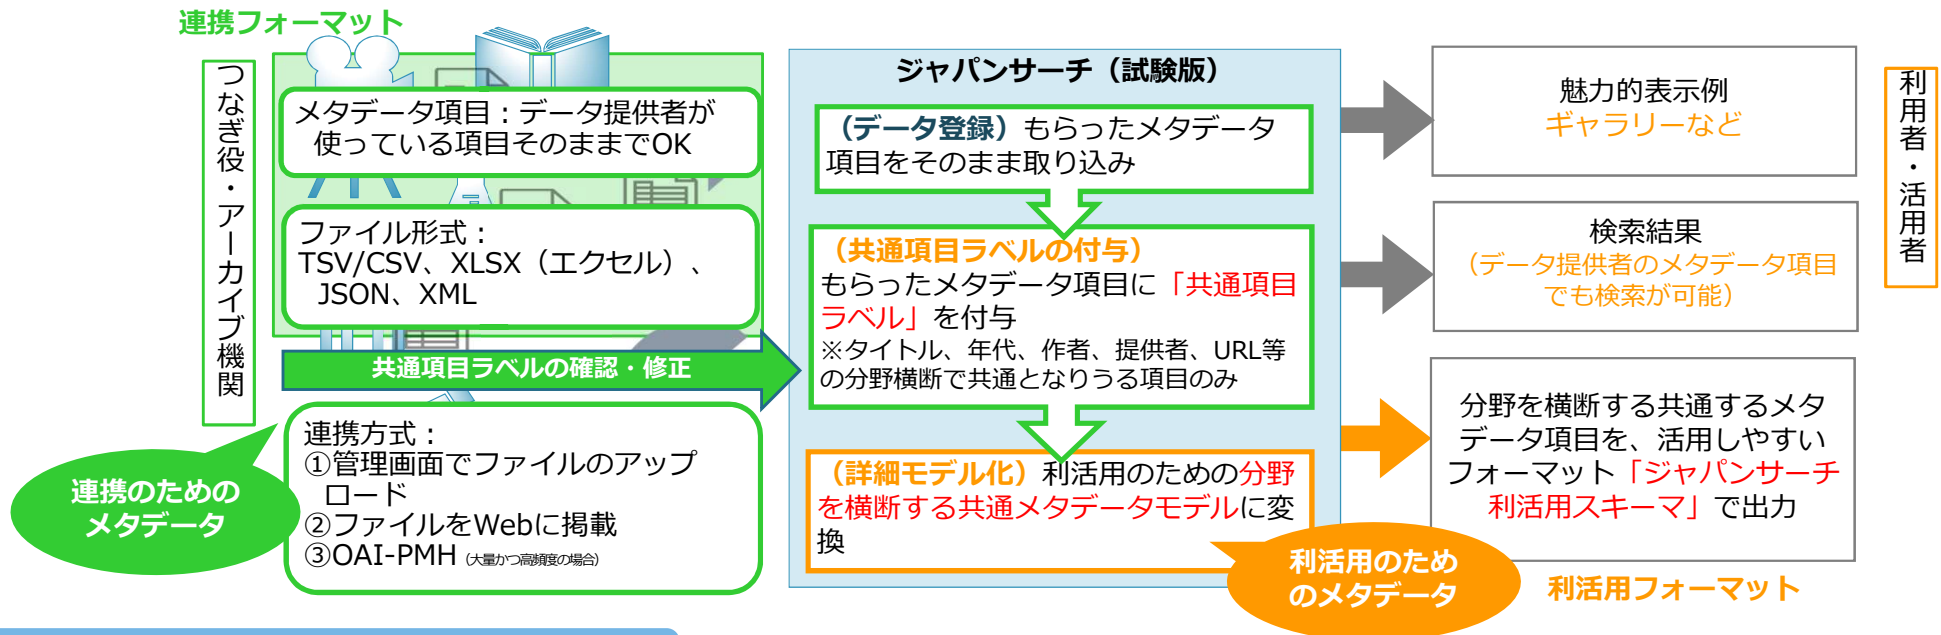 連携フォーマット
つなぎ役・アーカイブ機関
メタデータ項目：データ提供者が
使っている項目そのままでOK
ファイル形式：
TSV/CSV、XLSX（エクセル）、
JSON、XML
共通項目ラベルの確認・修正
連携方式：
①管理画面でファイルのアップ
ロード
②ファイルをWebに掲載
③OAI-PMH（大量かつ高頻度の場合）
連携のための
メタデータ
ジャパンサーチ（試験版）
（データ登録）もらったメタデータ
項目をそのまま取り込み
（共通項目ラベルの付与）
もらったメタデータ項目に「共通項目
ラベル」を付与
※タイトル、年代、作者、提供者、URL等
の分野横断で共通となりうる項目のみ
（詳細モデル化）利活用のための分野
を横断する共通メタデータモデルに変
換
利活用のため
のメタデータ
魅力的表示例
ギャラリーなど
検索結果
（データ提供者のメタデータ項目
でも検索が可能）
分野を横断する共通するメタ
データ項目を、活用しやすい
フォーマット「ジャパンサーチ
利活用スキーマ」で出力
利活用フォーマット
利用者・活用者